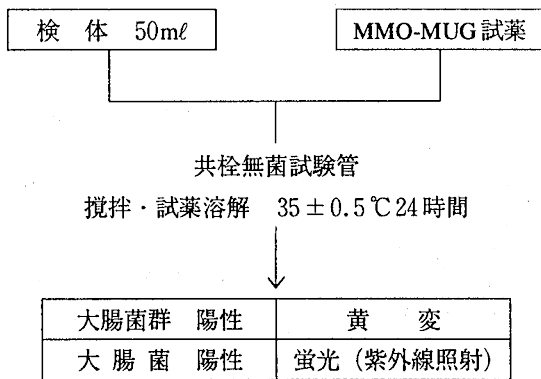 検 体 50mℓ
MMO-MUG試薬
共栓無菌試験管
撹拌・試薬溶解 35±0.5℃24時間
大腸菌群 陽性 黄 変
大腸菌 陽性 蛍光(紫外線照射)